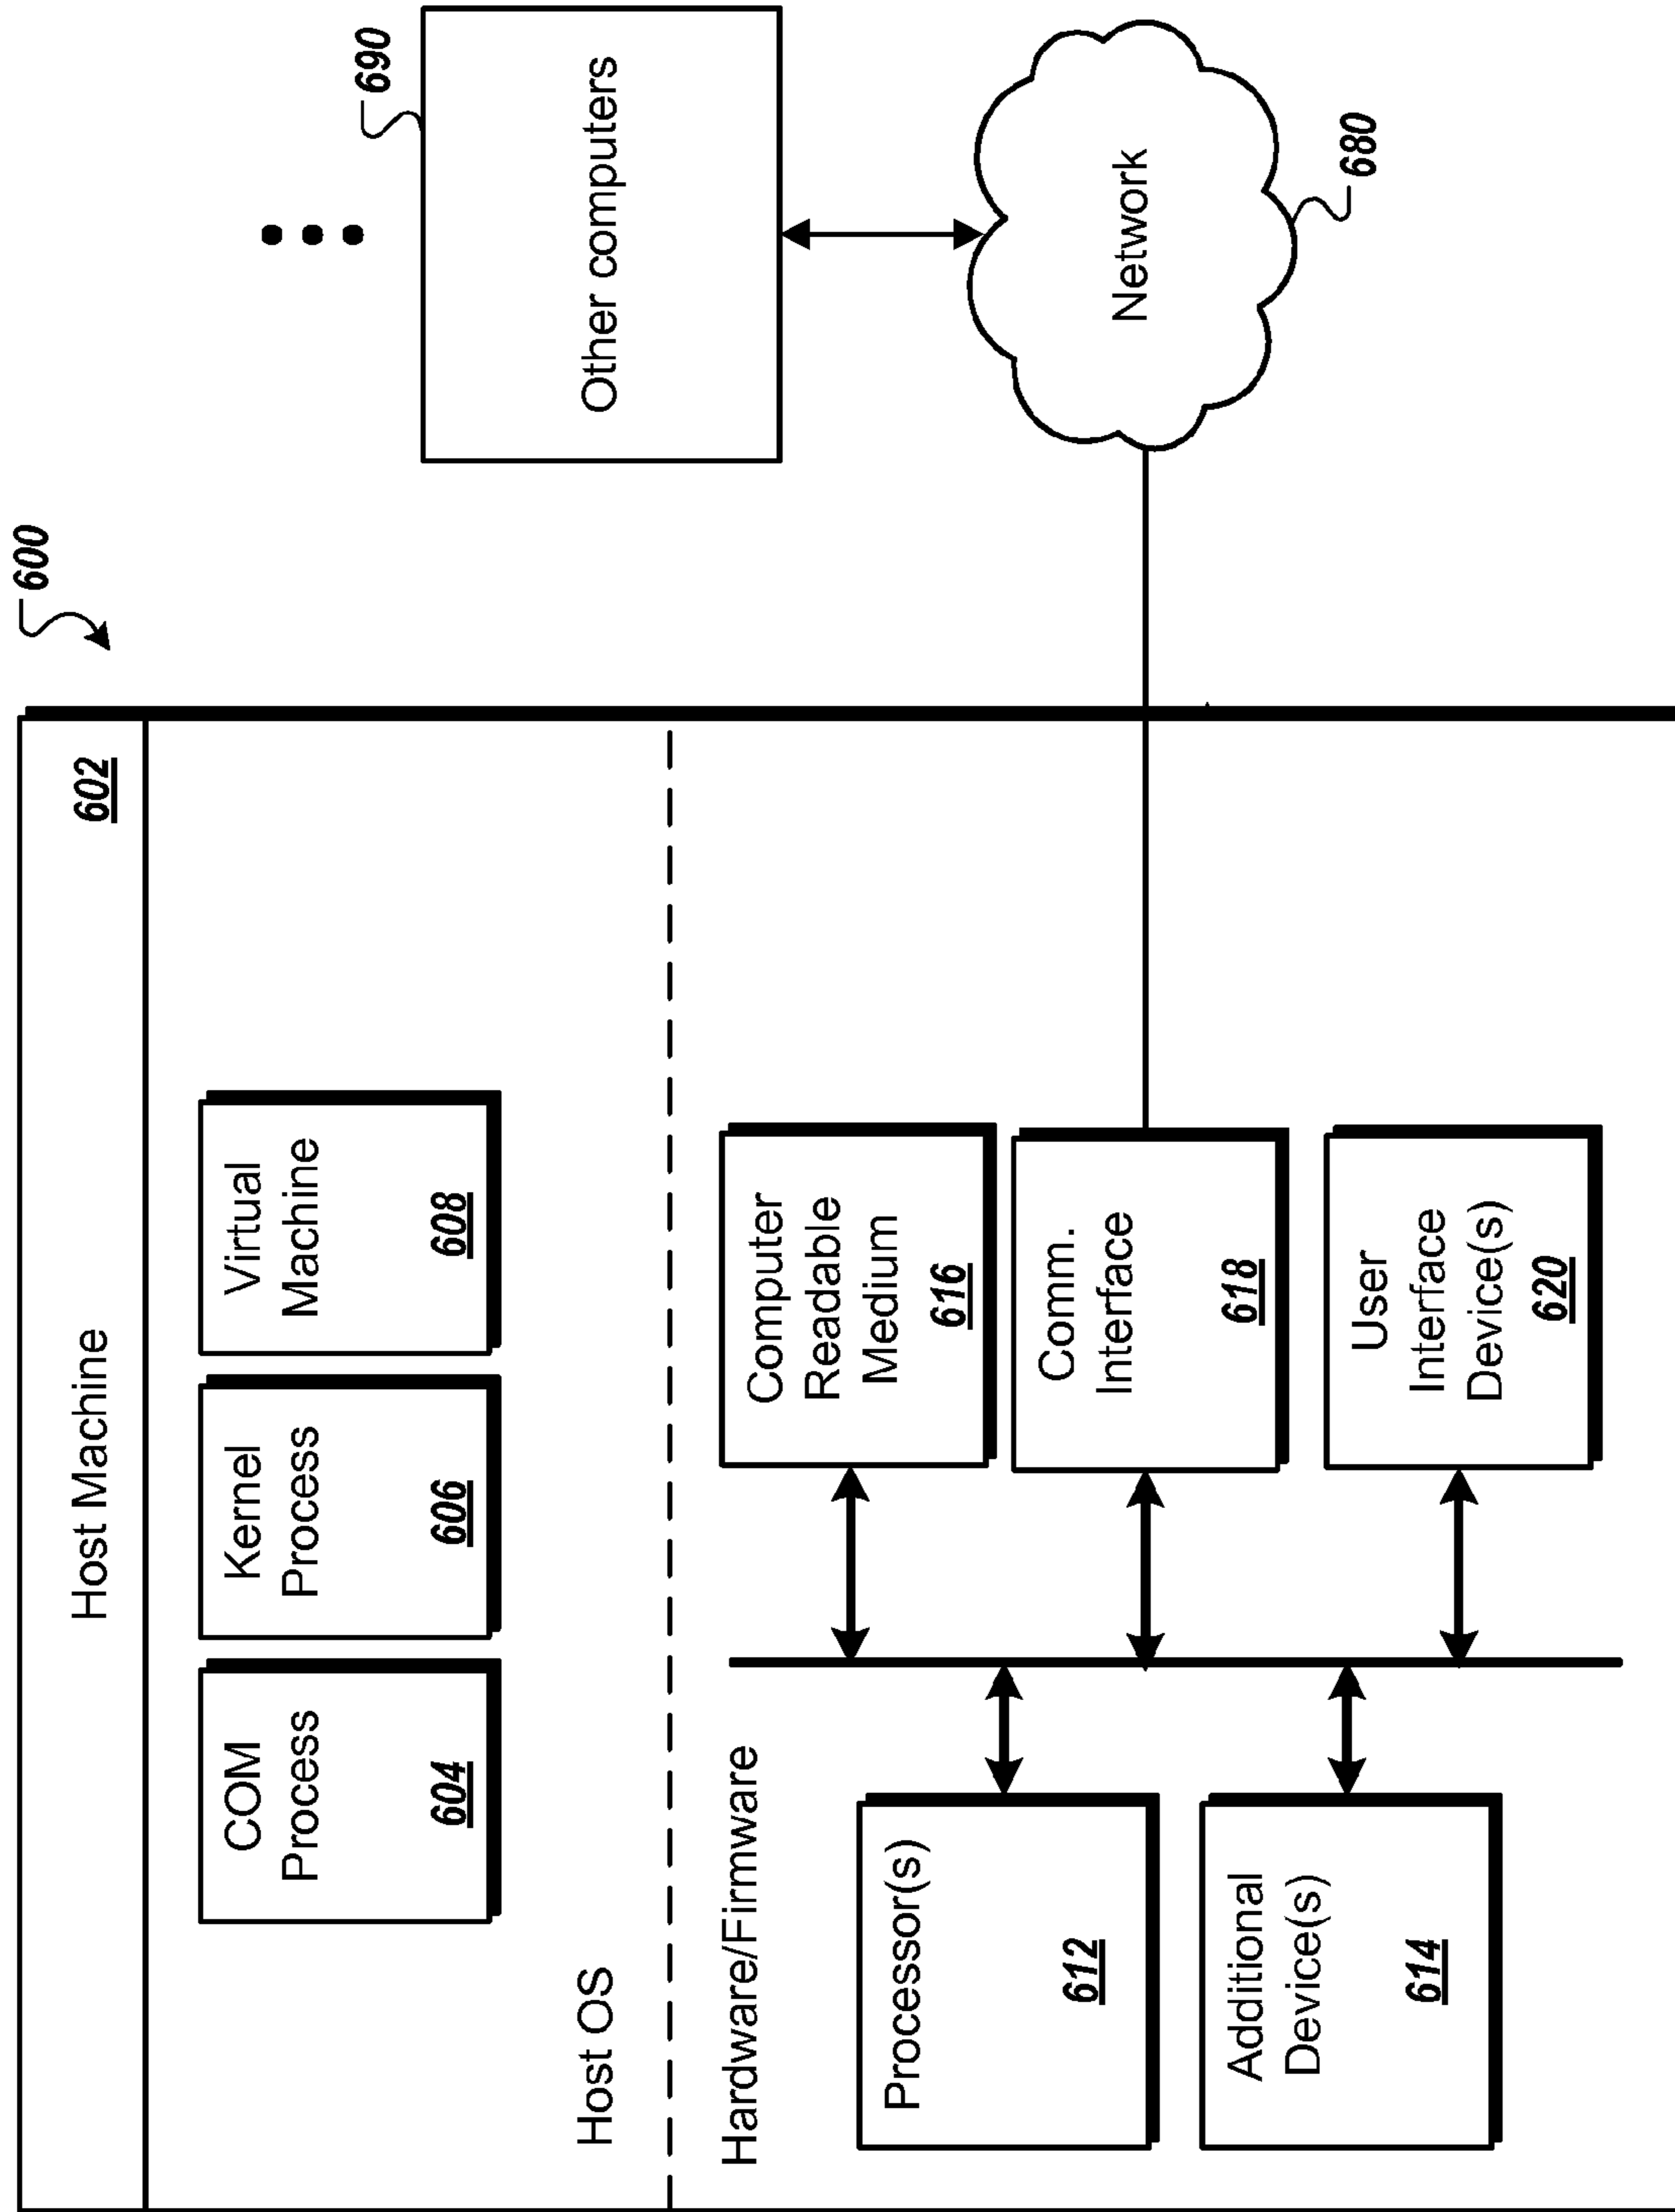 600
Host Machine
602
COM
Process
604
Kernel
Process
606
Virtual
Machine
608
Host OS
Hardware/Firmware
Processor(s)
612
Additional
Device(s)
614
Computer
Readable
Medium
616
Comm.
Interface
618
User
Interface
Device(s)
620
690
Other computers
Network
680